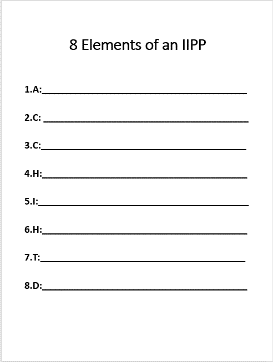 8 Elements of an IIPP
1.A:
2.C:
3.C:
4.H:
5.I:
6.H:
7.T:
8.D: